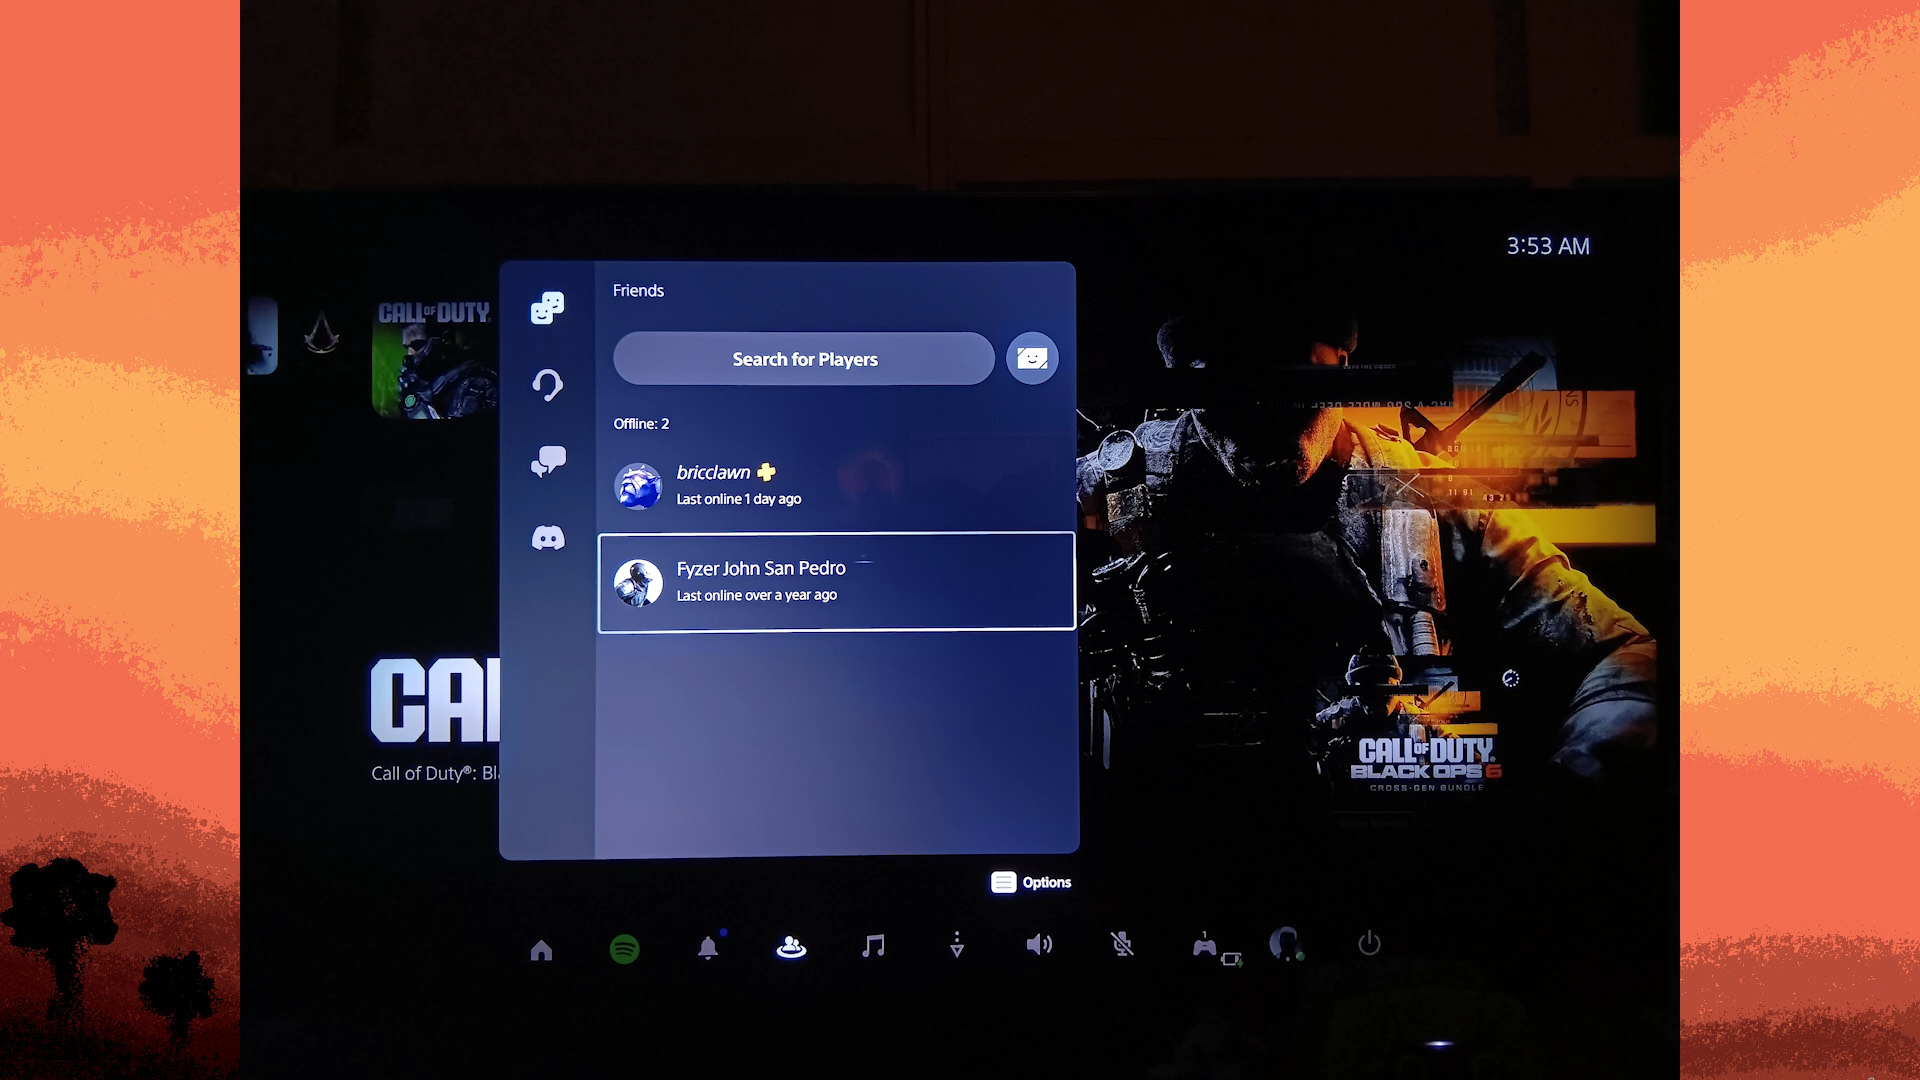 3:53 AM
Friends
CALL OF DUTY
Search for Players
Offline: 2
bricclawn
Last online 1 day ago
Fyzer John San Pedro
Last online over a year ago
CAL
Call of Duty®: Bl
CALL OF DUTY
BLACK OPS 6
CROSS-GEN BUNDLE
Options
1